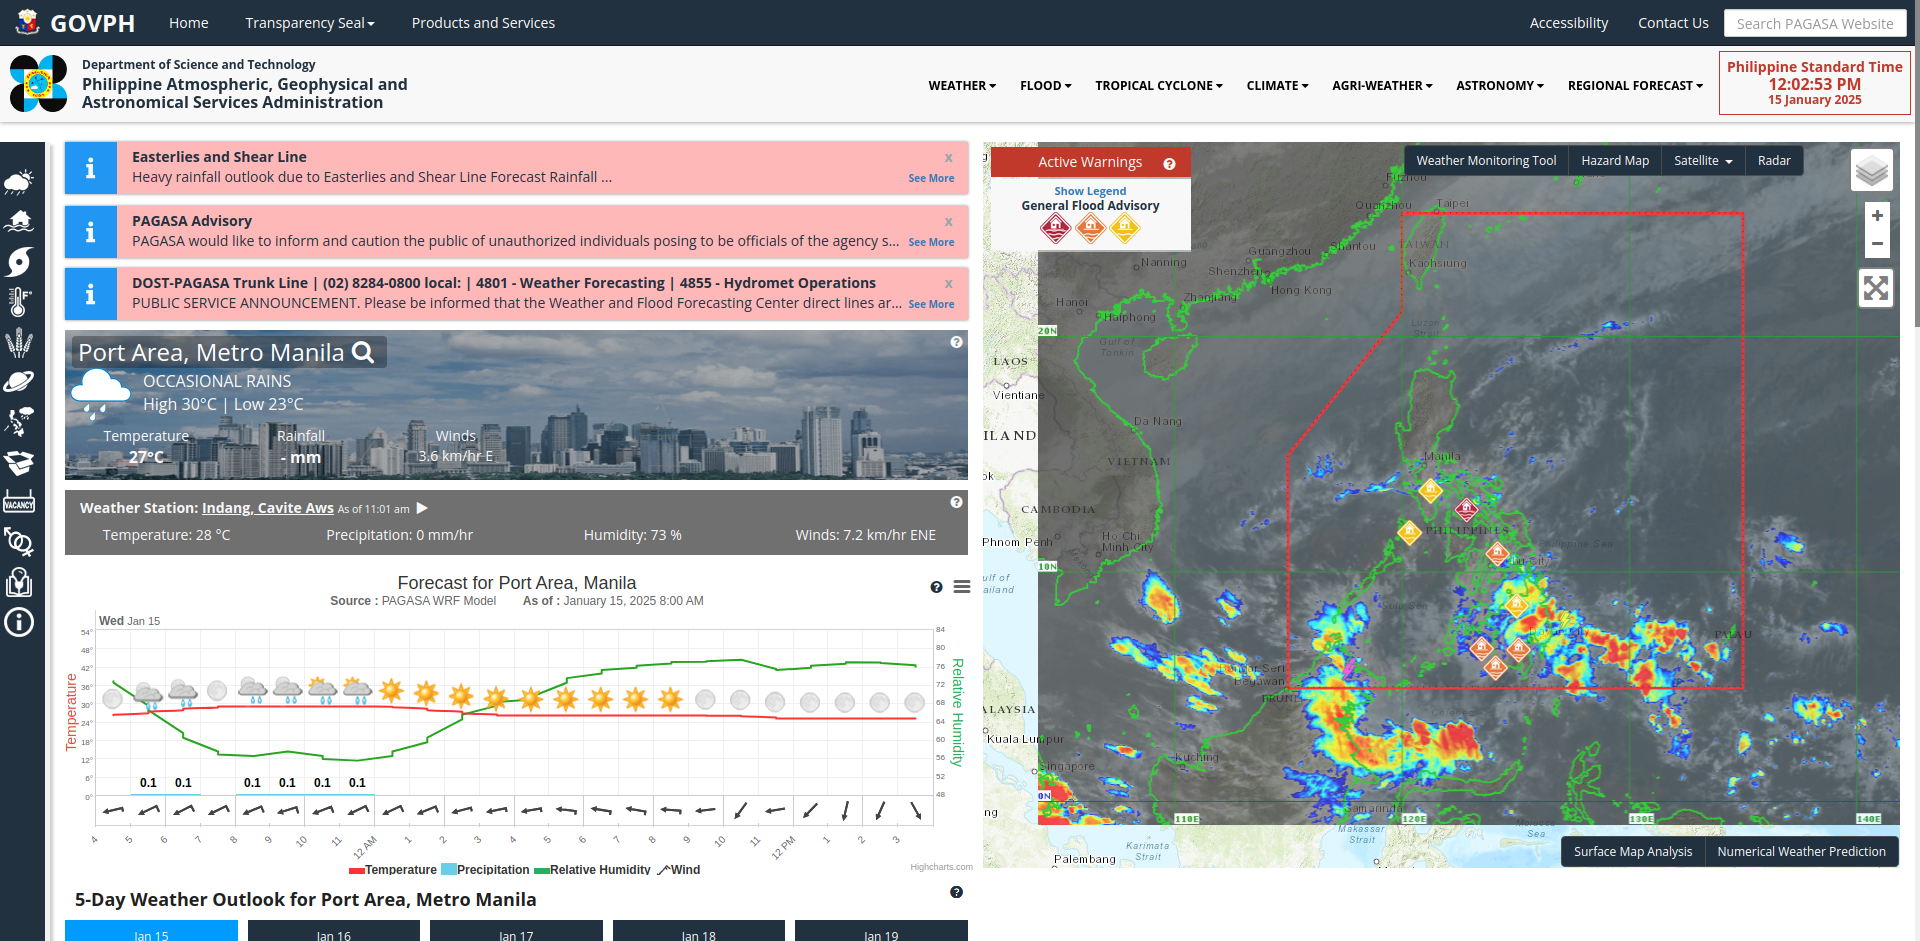 GOVPH
Home
Transparency Seal
Products and Services
Accessibility
Contact Us
Search PAGASA Website
Department of Science and Technology
Philippine Atmospheric, Geophysical and
Astronomical Services Administration
WEATHER
FLOOD
TROPICAL CYCLONE
CLIMATE
AGRI-WEATHER
ASTRONOMY
REGIONAL FORECAST
Philippine Standard Time
12:02:53 PM
15 January 2025
Easterlies and Shear Line
x
Heavy rainfall outlook due to Easterlies and Shear Line Forecast Rainfall ...
See More
PAGASA Advisory
x
PAGASA would like to inform and caution the public of unauthorized individuals posing to be officials of the agency s...
See More
DOST-PAGASA Trunk Line | (02) 8284-0800 local: | 4801 - Weather Forecasting | 4855 - Hydromet Operations
x
PUBLIC SERVICE ANNOUNCEMENT. Please be informed that the Weather and Flood Forecasting Center direct lines ar...
See More
Port Area, Metro Manila
OCCASIONAL RAINS
High 30°C | Low 23°C
Temperature
27°C
Rainfall
- mm
Winds
3.6 km/hr E
VACANCY
Weather Station: Indang, Cavite Aws As of 11:01 am
Temperature: 28 °C
Precipitation: 0 mm/hr
Humidity: 73 %
Winds: 7.2 km/hr ENE
Forecast for Port Area, Manila
Source : PAGASA WRF Model As of : January 15, 2025 8:00 AM
Wed Jan 15
54°
48°
42°
36°
30°
24°
18°
12°
6°
0°
Temperature
84
80
76
72
68
64
60
56
52
48
Relative Humidity
0.1
0.1
0.1
0.1
0.1
0.1
4
5
6
7
8
9
10
11
12 AM
1
2
3
4
5
6
7
8
9
10
11
12 PM
1
2
3
Temperature
Precipitation
Relative Humidity
Wind
Highcharts.com
5-Day Weather Outlook for Port Area, Metro Manila
Jan 15
Jan 16
Jan 17
Jan 18
Jan 19
Active Warnings
Show Legend
General Flood Advisory
Weather Monitoring Tool
Hazard Map
Satellite
Radar
+
−
Fuzhou
Quanzhou
Taipei
TAIWAN
Kaohsiung
Shantou
Guangzhou
Shenzhen
Hong Kong
Nanning
Zhanjiang
Hanoi
Haiphong
Gulf of
Tonkin
Luzon
Strait
20N
LAOS
Vientiane
Da Nang
ILAND
VIETNAM
Manila
ok
CAMBODIA
Phnom Penh
Ho Chi
Minh City
PHILIPPINES
Philippine Sea
10N
ulf of
ailand
PALAU
Bandar Seri
Begawan
BRUNEI
ALAYSIA
Kuala Lumpur
Kuching
Singapore
0N
ng
Samarinda
110E
120E
130E
140E
Makassar
Strait
Molucca
Sea
Karimata
Strait
Palembang
Surface Map Analysis
Numerical Weather Prediction